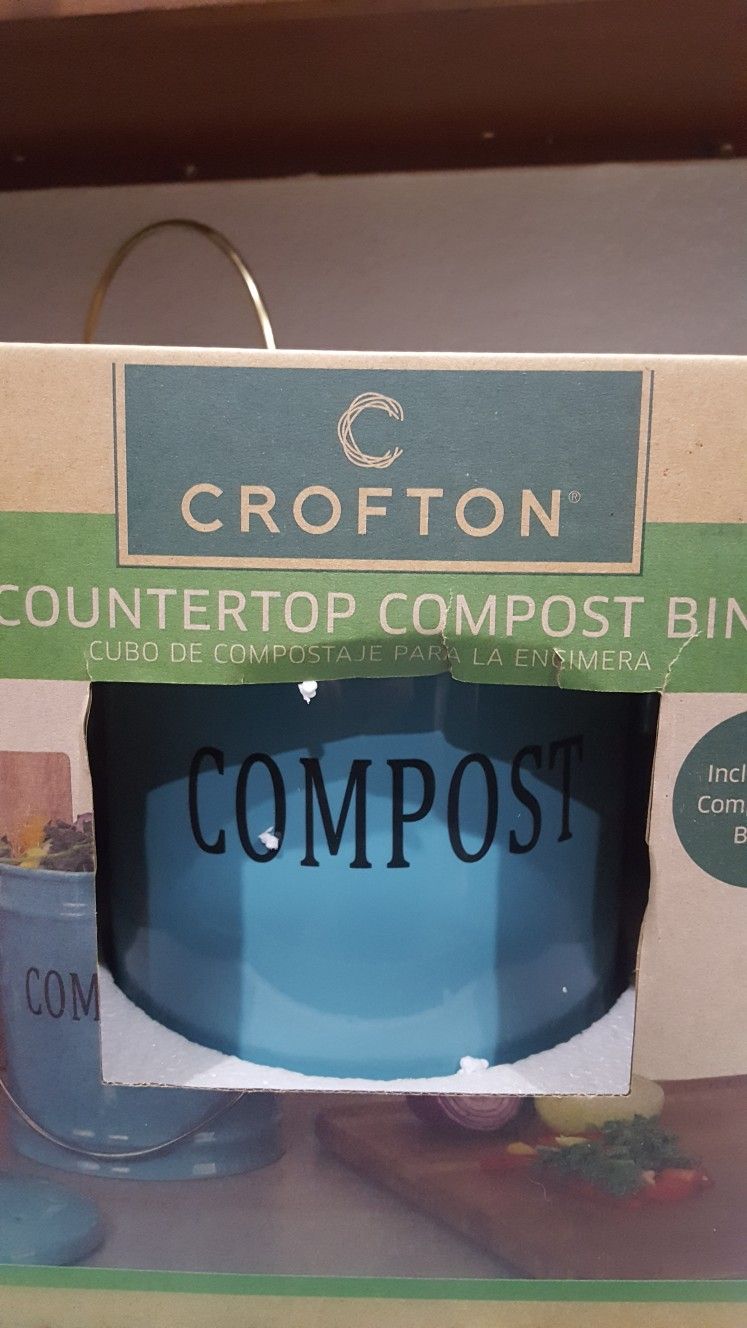 CROFTON®
COUNTERTOP COMPOST BIN
CUBO DE COMPOSTAJE PARA LA ENCIMERA
COMPOST
COM